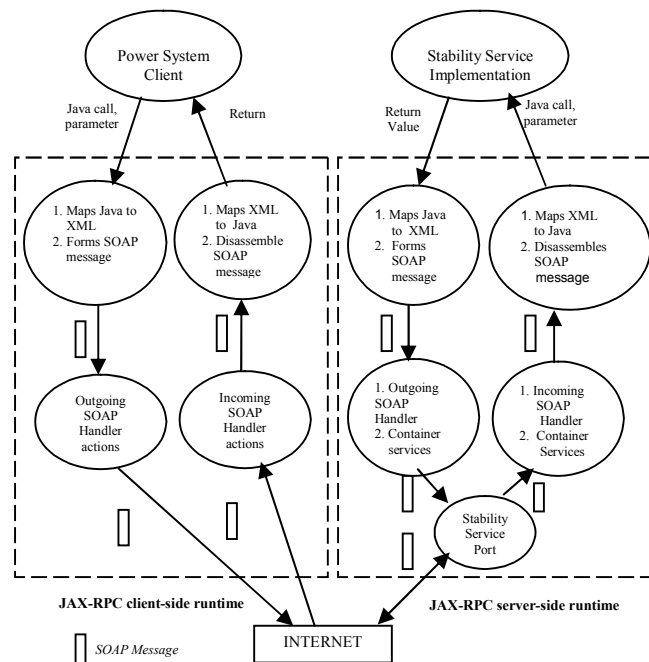 Power System
Client
Stability Service
Implementation
Java call,
parameter
Return
Return
Value
Java call,
parameter
1. Maps Java to
XML
2. Forms SOAP
message
1. Maps XML
to Java
2. Disassemble
SOAP
message
1. Maps Java
to XML
2. Forms
SOAP
message
1. Maps XML
to Java
2. Disassembles
SOAP
message
Outgoing
SOAP
Handler
actions
Incoming
SOAP
Handler
actions
1. Outgoing
SOAP
Handler
2. Container
services
1. Incoming
SOAP
Handler
2. Container
Services
Stability
Service
Port
JAX-RPC client-side runtime
JAX-RPC server-side runtime
INTERNET
SOAP Message